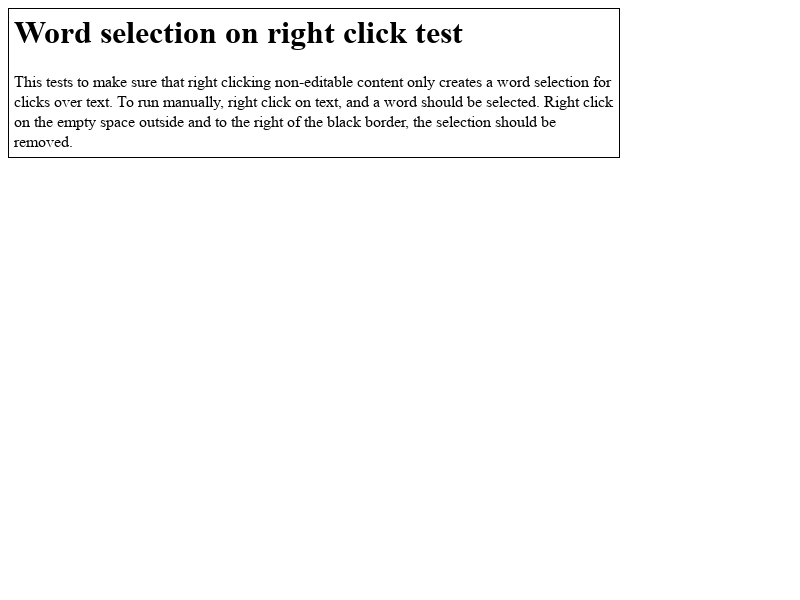 Word selection on right click test
This tests to make sure that right clicking non-editable content only creates a word selection for
clicks over text. To run manually, right click on text, and a word should be selected. Right click
on the empty space outside and to the right of the black border, the selection should be
removed.